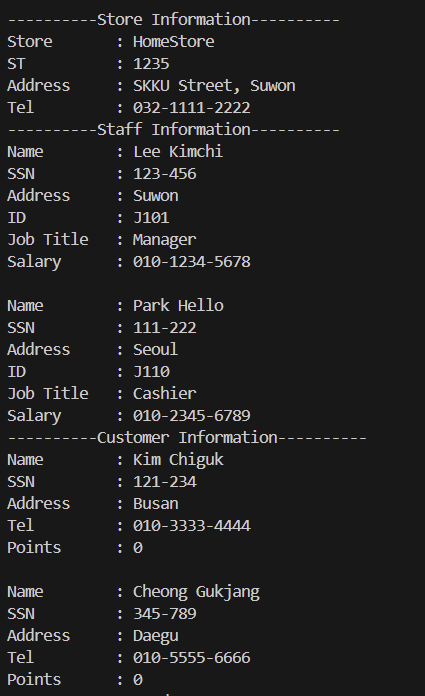 ----------Store Information----------
Store       : HomeStore
ST          : 1235
Address     : SKKU Street, Suwon
Tel         : 032-1111-2222
----------Staff Information----------
Name        : Lee Kimchi
SSN         : 123-456
Address     : Suwon
ID          : J101
Job Title   : Manager
Salary      : 010-1234-5678

Name        : Park Hello
SSN         : 111-222
Address     : Seoul
ID          : J110
Job Title   : Cashier
Salary      : 010-2345-6789
----------Customer Information----------
Name        : Kim Chiguk
SSN         : 121-234
Address     : Busan
Tel         : 010-3333-4444
Points      : 0

Name        : Cheong Gukjang
SSN         : 345-789
Address     : Daegu
Tel         : 010-5555-6666
Points      : 0